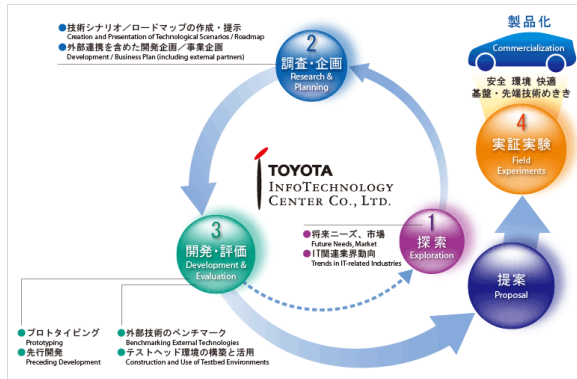 ●技術シナリオ／ロードマップの作成・提示
Creation and Presentation of Technological Scenarios / Roadmap
●外部連携を含めた開発企画／事業企画
Development / Business Plan (including external partners)
2
調査・企画
Research &
Planning
製品化
Commercialization
安全 環境 快適
基盤・先端技術めきき
4
実証実験
Field
Experiments
TOYOTA
INFOTECHNOLOGY
CENTER CO., LTD.
3
開発・評価
Development &
Evaluation
●将来ニーズ、市場
Future Needs, Market
●IT関連業界動向
Trends in IT-related Industries
1
探索
Exploration
提案
Proposal
●プロトタイピング
Prototyping
●先行開発
Preceding Development
●外部技術のベンチマーク
Benchmarking External Technologies
●テストヘッド環境の構築と活用
Construction and Use of Testbed Environments